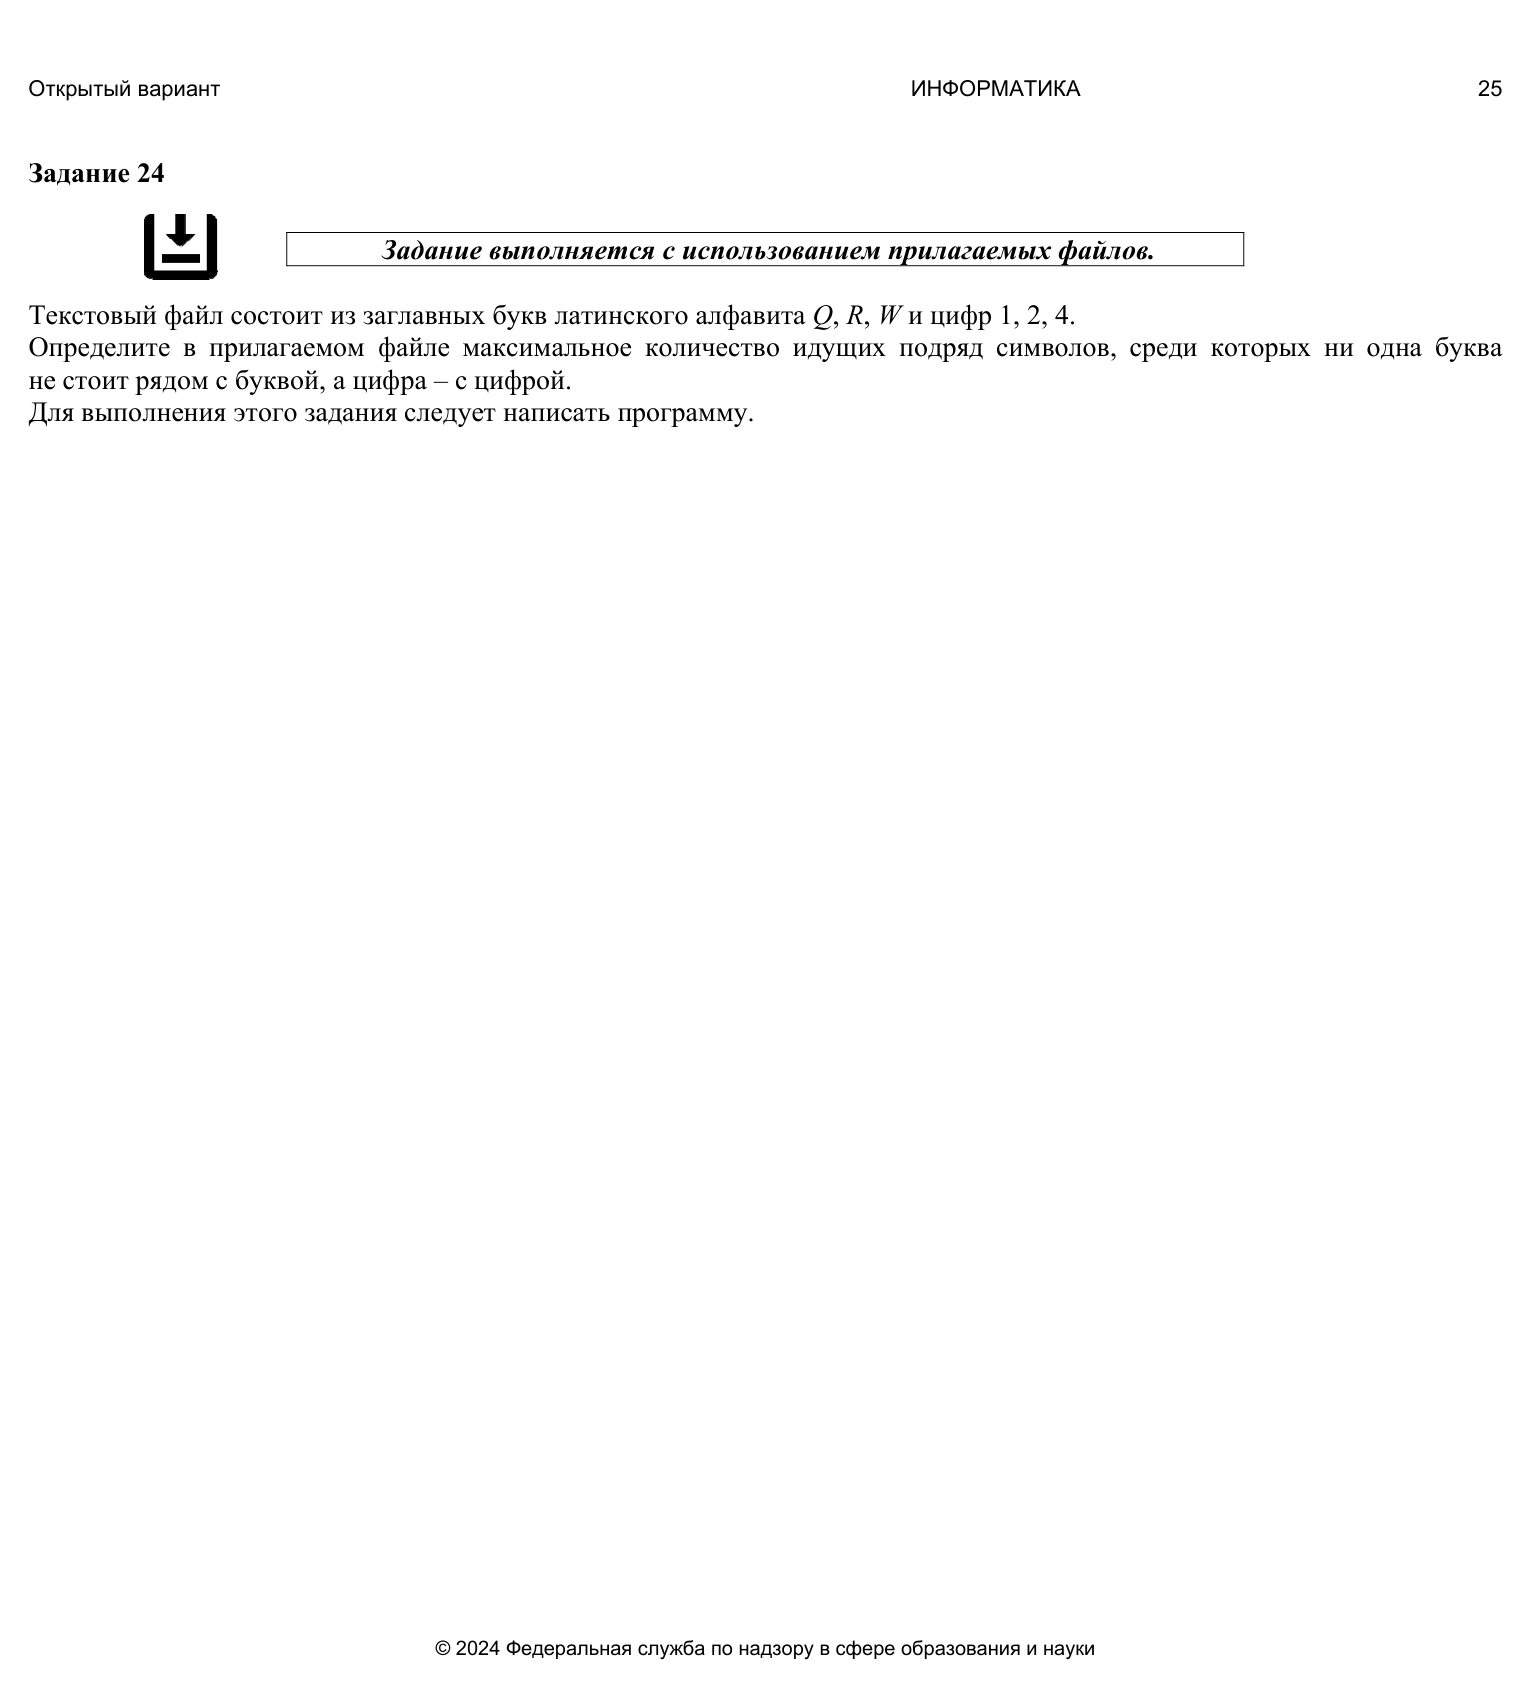 Открытый вариант ИНФОРМАТИКА 25
Задание 24
Задание выполняется с использованием прилагаемых файлов.
Текстовый файл состоит из заглавных букв латинского алфавита Q, R, W и цифр 1, 2, 4.
Определите в прилагаемом файле максимальное количество идущих подряд символов, среди которых ни одна буква
не стоит рядом с буквой, а цифра – с цифрой.
Для выполнения этого задания следует написать программу.
© 2024 Федеральная служба по надзору в сфере образования и науки